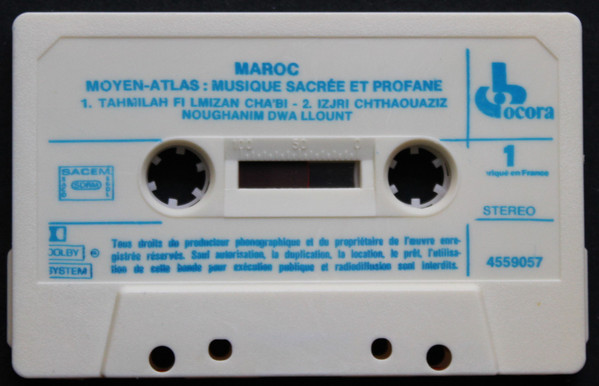 MAROC
MOYEN-ATLAS : MUSIQUE SACRÉE ET PROFANE
1. TAHMILAH FI LMIZAN CHA'BI - 2. IZJRI CHTHAOUAZIZ
NOUGHANIM DWA LLOUNT
ocora
SACEM
SDRM
1
viqué en France
STEREO
4559057
DOLBY
SYSTEM
Tous droits du producteur phonographique et du propriétaire de l'œuvre enre-
gistrée réservés. Sauf autorisation, la duplication, la location, le prêt, l'utilisa-
tion de cette bande pour exécution publique et radiodiffusion sont interdits.